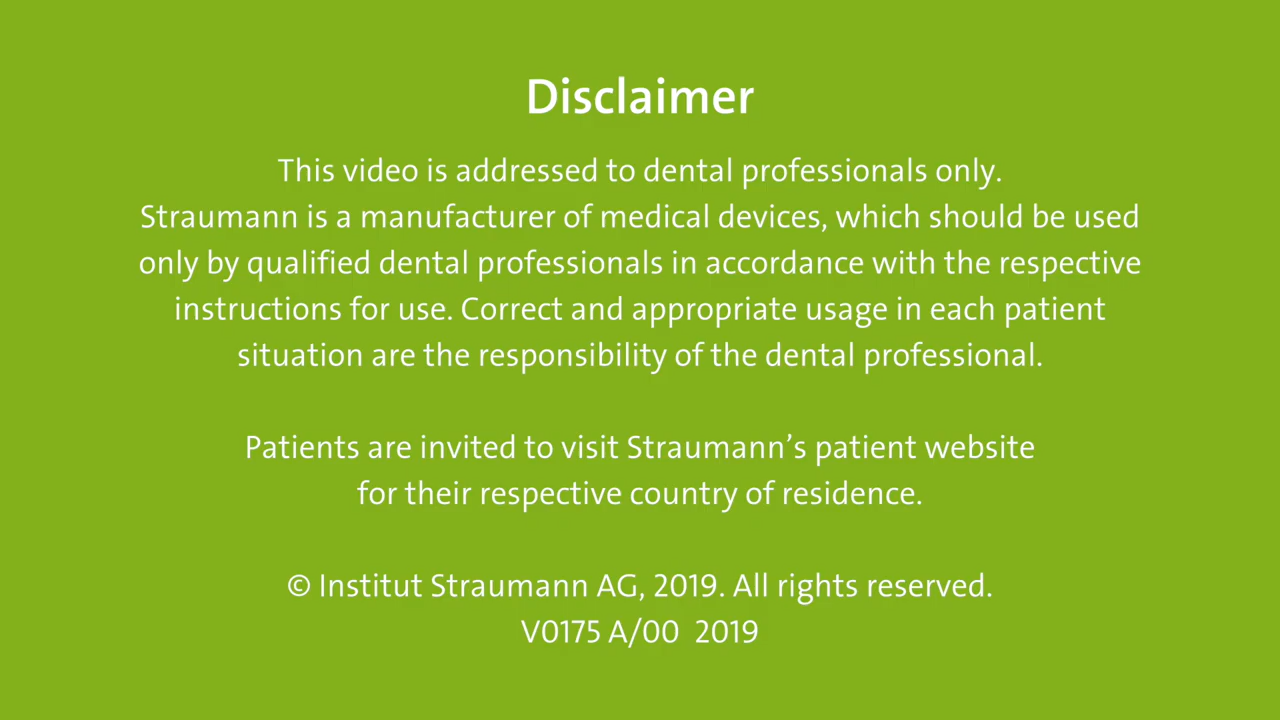 Disclaimer
This video is addressed to dental professionals only.
Straumann is a manufacturer of medical devices, which should be used
only by qualified dental professionals in accordance with the respective
instructions for use. Correct and appropriate usage in each patient
situation are the responsibility of the dental professional.
Patients are invited to visit Straumann’s patient website
for their respective country of residence.
© Institut Straumann AG, 2019. All rights reserved.
V0175 A/00  2019